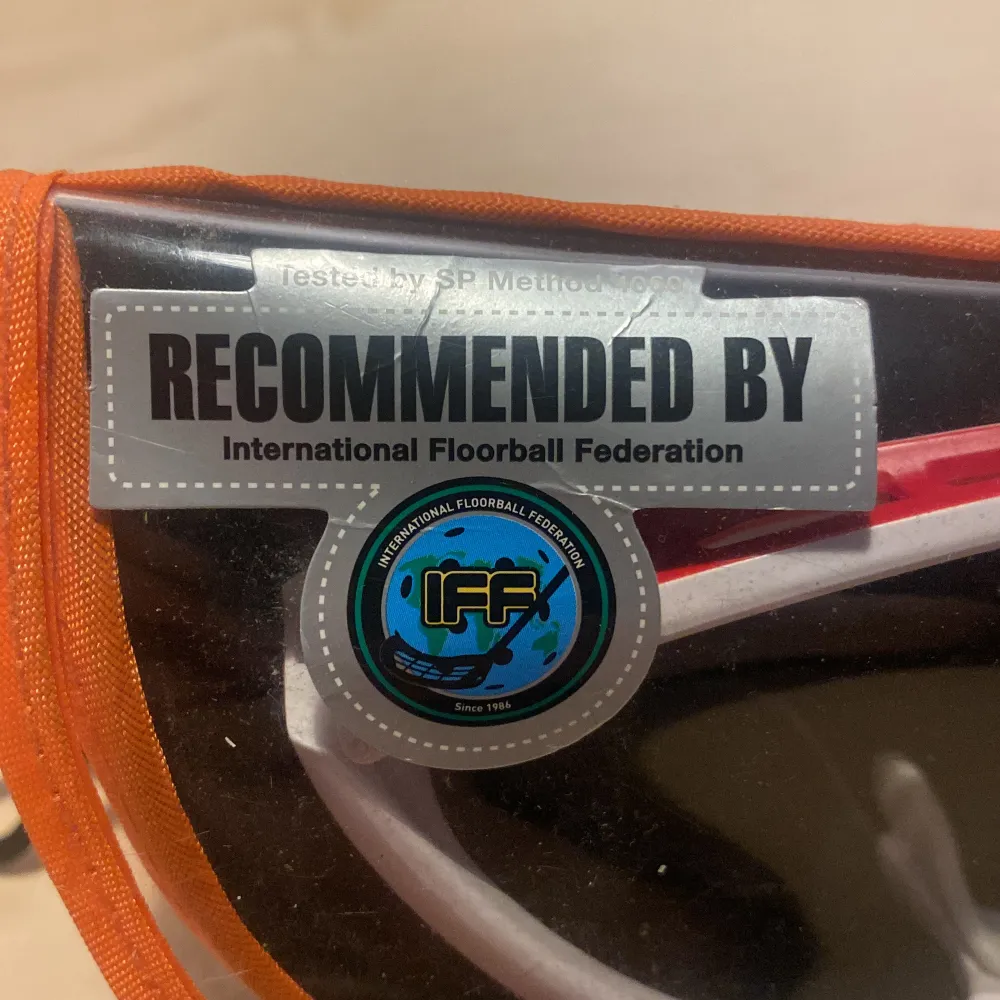 Tested by SP Method
RECOMMENDED BY
International Floorball Federation
INTERNATIONAL FLOORBALL FEDERATION
IFF
Since 1986